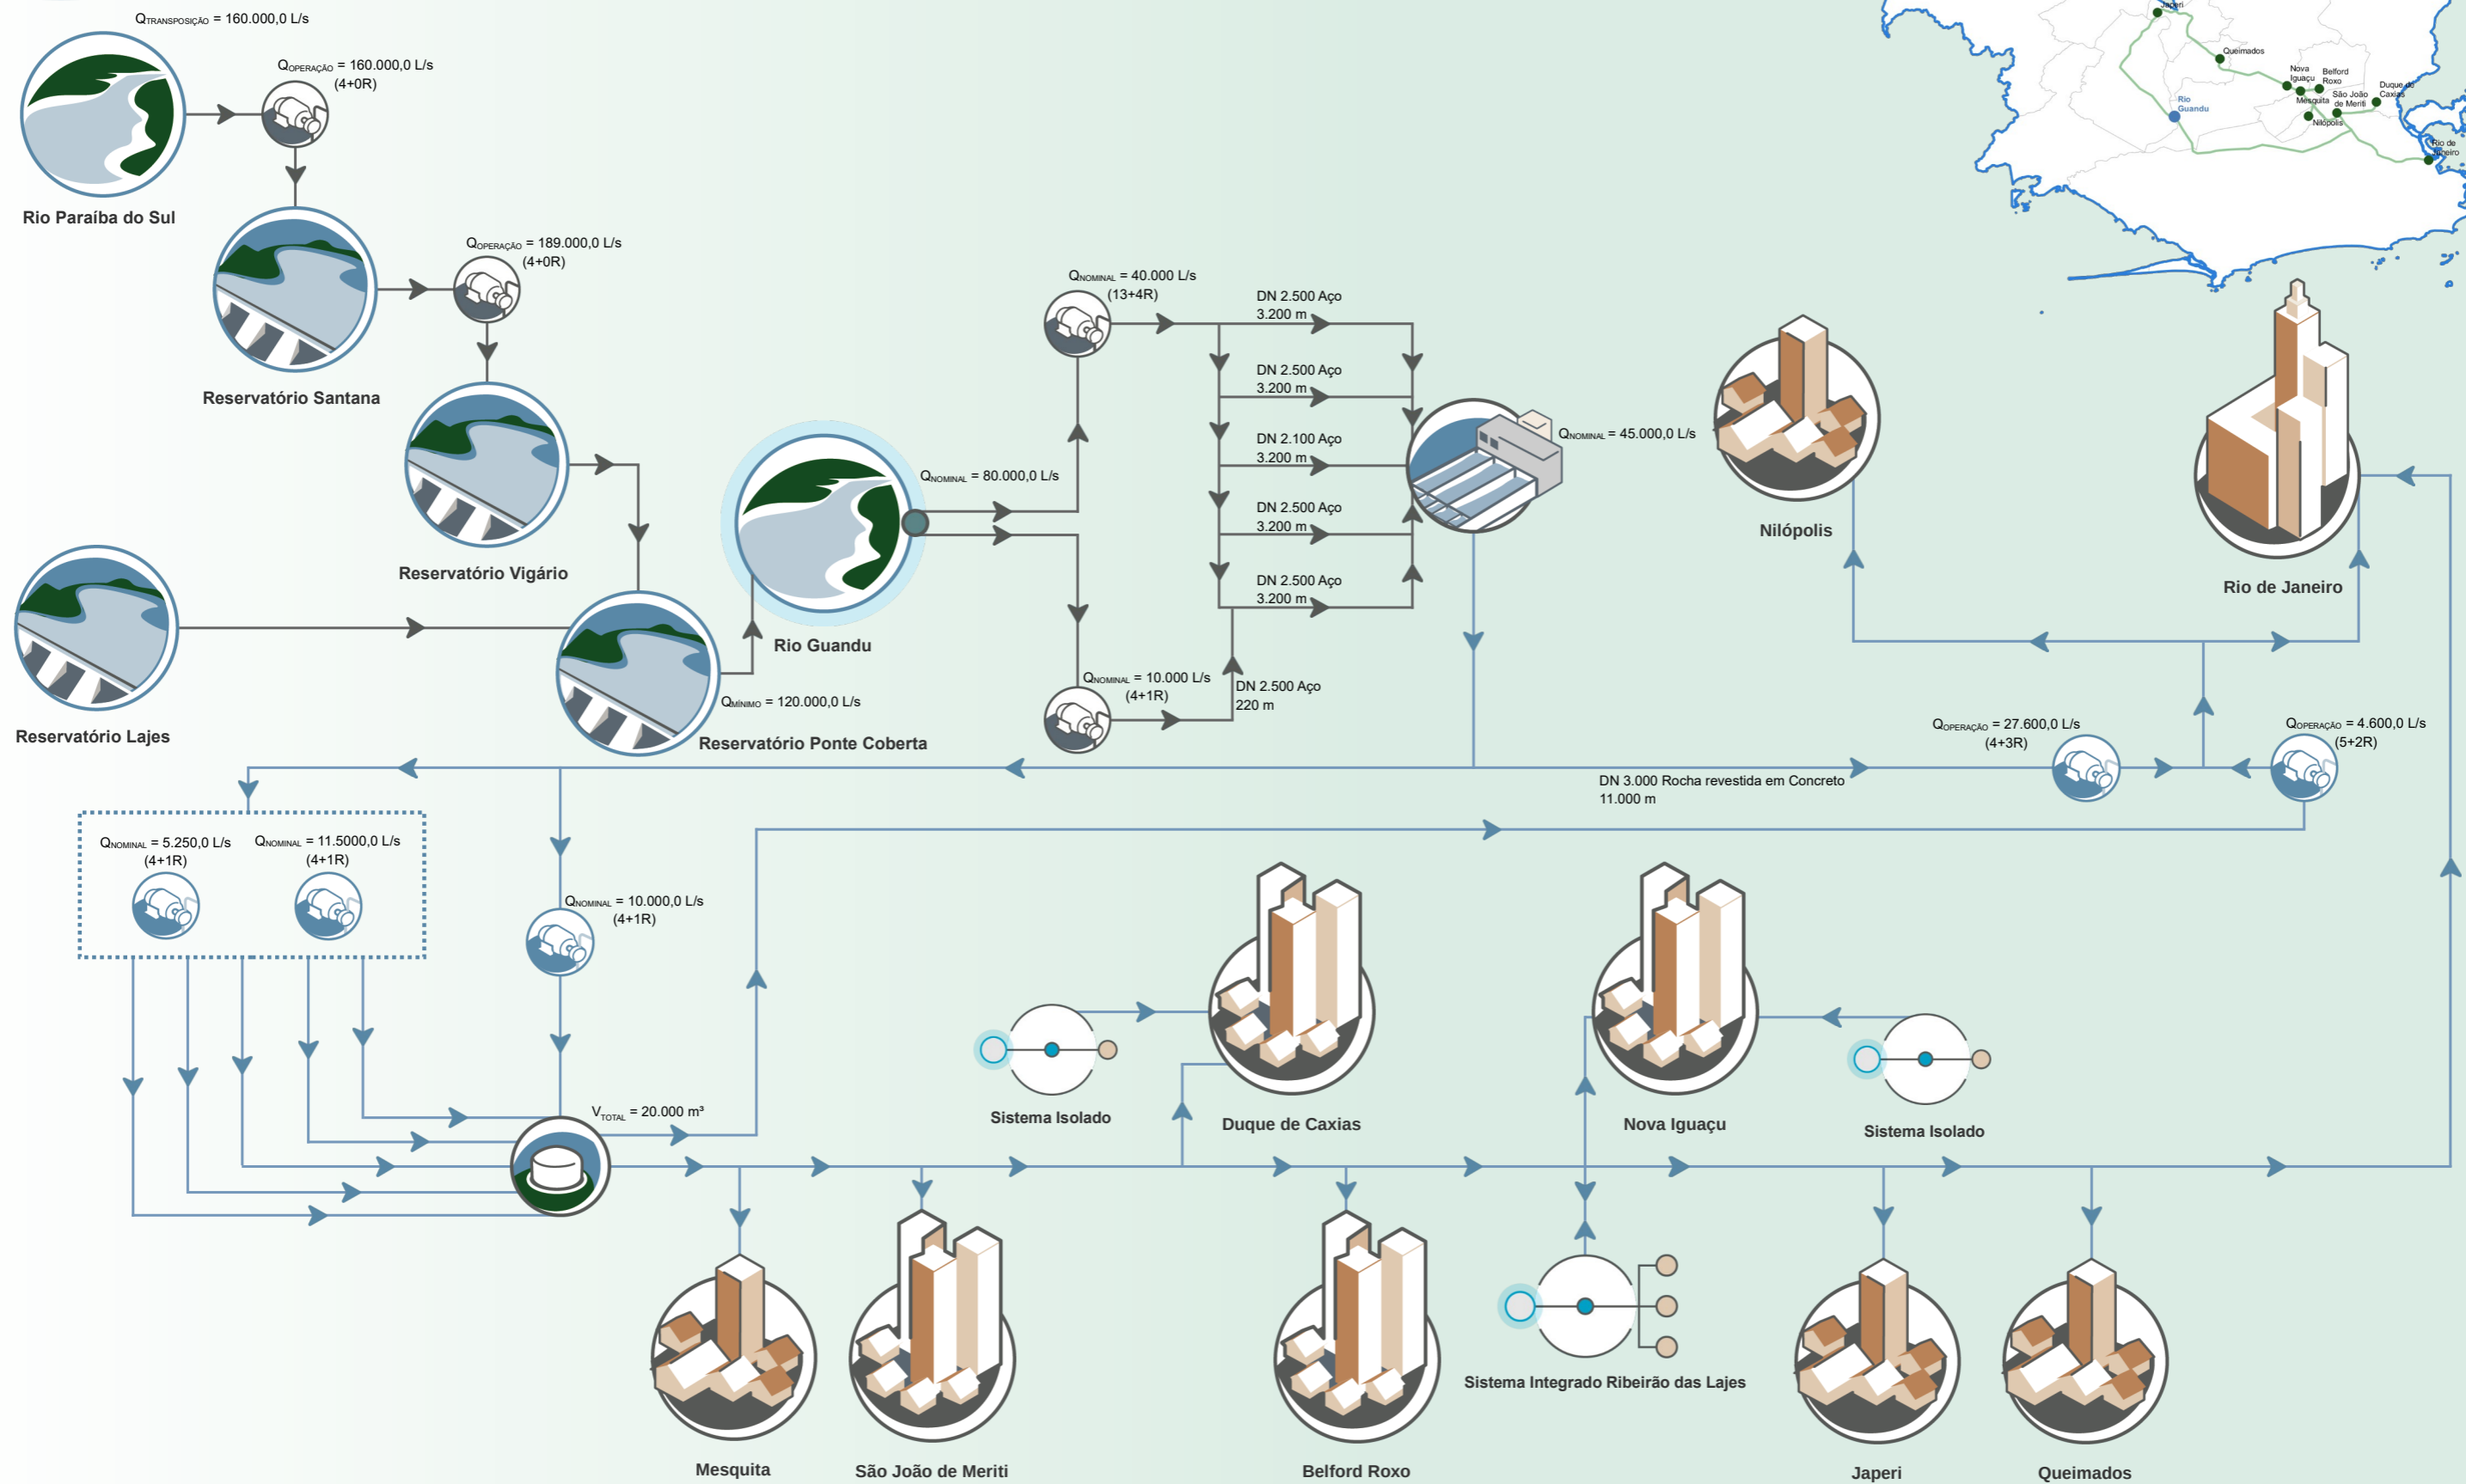 QTRANSPOSIÇÃO = 160.000,0 L/s
QOPERAÇÃO = 160.000,0 L/s
(4+0R)
Rio Paraíba do Sul
QOPERAÇÃO = 189.000,0 L/s
(4+0R)
Reservatório Santana
Reservatório Vigário
Reservatório Lajes
QMÍNIMO = 120.000,0 L/s
Reservatório Ponte Coberta
Rio Guandu
QNOMINAL = 80.000,0 L/s
QNOMINAL = 40.000 L/s
(13+4R)
QNOMINAL = 10.000 L/s
(4+1R)
DN 2.500 Aço
220 m
DN 2.500 Aço
3.200 m
DN 2.500 Aço
3.200 m
DN 2.100 Aço
3.200 m
DN 2.500 Aço
3.200 m
DN 2.500 Aço
3.200 m
QNOMINAL = 45.000,0 L/s
Japeri
Queimados
Nova
Iguaçu
Belford
Roxo
Mesquita
São João
de Meriti
Duque de
Caxias
Nilópolis
Rio
Guandu
Rio de
Janeiro
Nilópolis
Rio de Janeiro
QOPERAÇÃO = 27.600,0 L/s
(4+3R)
QOPERAÇÃO = 4.600,0 L/s
(5+2R)
DN 3.000 Rocha revestida em Concreto
11.000 m
QNOMINAL = 5.250,0 L/s
(4+1R)
QNOMINAL = 11.5000,0 L/s
(4+1R)
QNOMINAL = 10.000,0 L/s
(4+1R)
VTOTAL = 20.000 m³
Sistema Isolado
Duque de Caxias
Nova Iguaçu
Sistema Isolado
Sistema Integrado Ribeirão das Lajes
Mesquita
São João de Meriti
Belford Roxo
Japeri
Queimados